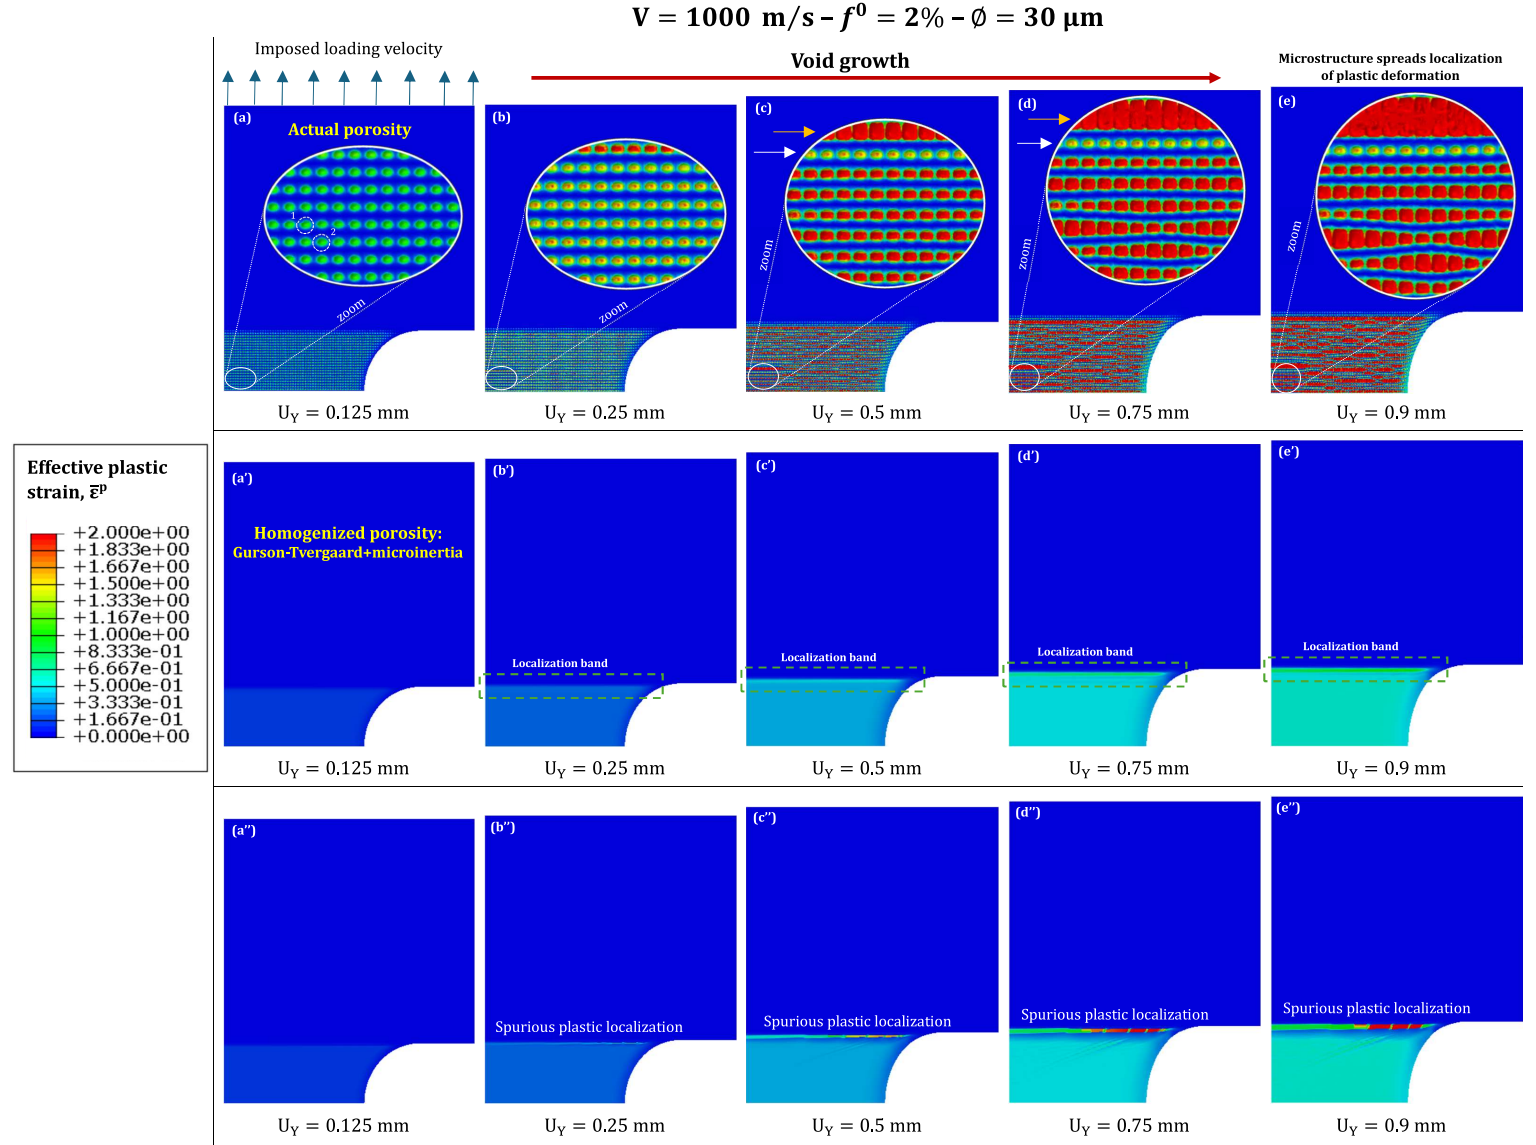 V = 1000 m/s – f⁰ = 2% – ∅ = 30 μm
Imposed loading velocity
Void growth
Microstructure spreads localization
of plastic deformation
(a)
Actual porosity
1
2
zoom
(b)
zoom
(c)
zoom
(d)
zoom
(e)
zoom
U_Y = 0.125 mm
U_Y = 0.25 mm
U_Y = 0.5 mm
U_Y = 0.75 mm
U_Y = 0.9 mm
Effective plastic
strain, ε̅ᵖ
+2.000e+00
+1.833e+00
+1.667e+00
+1.500e+00
+1.333e+00
+1.167e+00
+1.000e+00
+8.333e-01
+6.667e-01
+5.000e-01
+3.333e-01
+1.667e-01
+0.000e+00
(a')
Homogenized porosity:
Gurson-Tvergaard+microinertia
(b')
Localization band
(c')
Localization band
(d')
Localization band
(e')
Localization band
U_Y = 0.125 mm
U_Y = 0.25 mm
U_Y = 0.5 mm
U_Y = 0.75 mm
U_Y = 0.9 mm
(a'')
(b'')
Spurious plastic localization
(c'')
Spurious plastic localization
(d'')
Spurious plastic localization
(e'')
Spurious plastic localization
U_Y = 0.125 mm
U_Y = 0.25 mm
U_Y = 0.5 mm
U_Y = 0.75 mm
U_Y = 0.9 mm